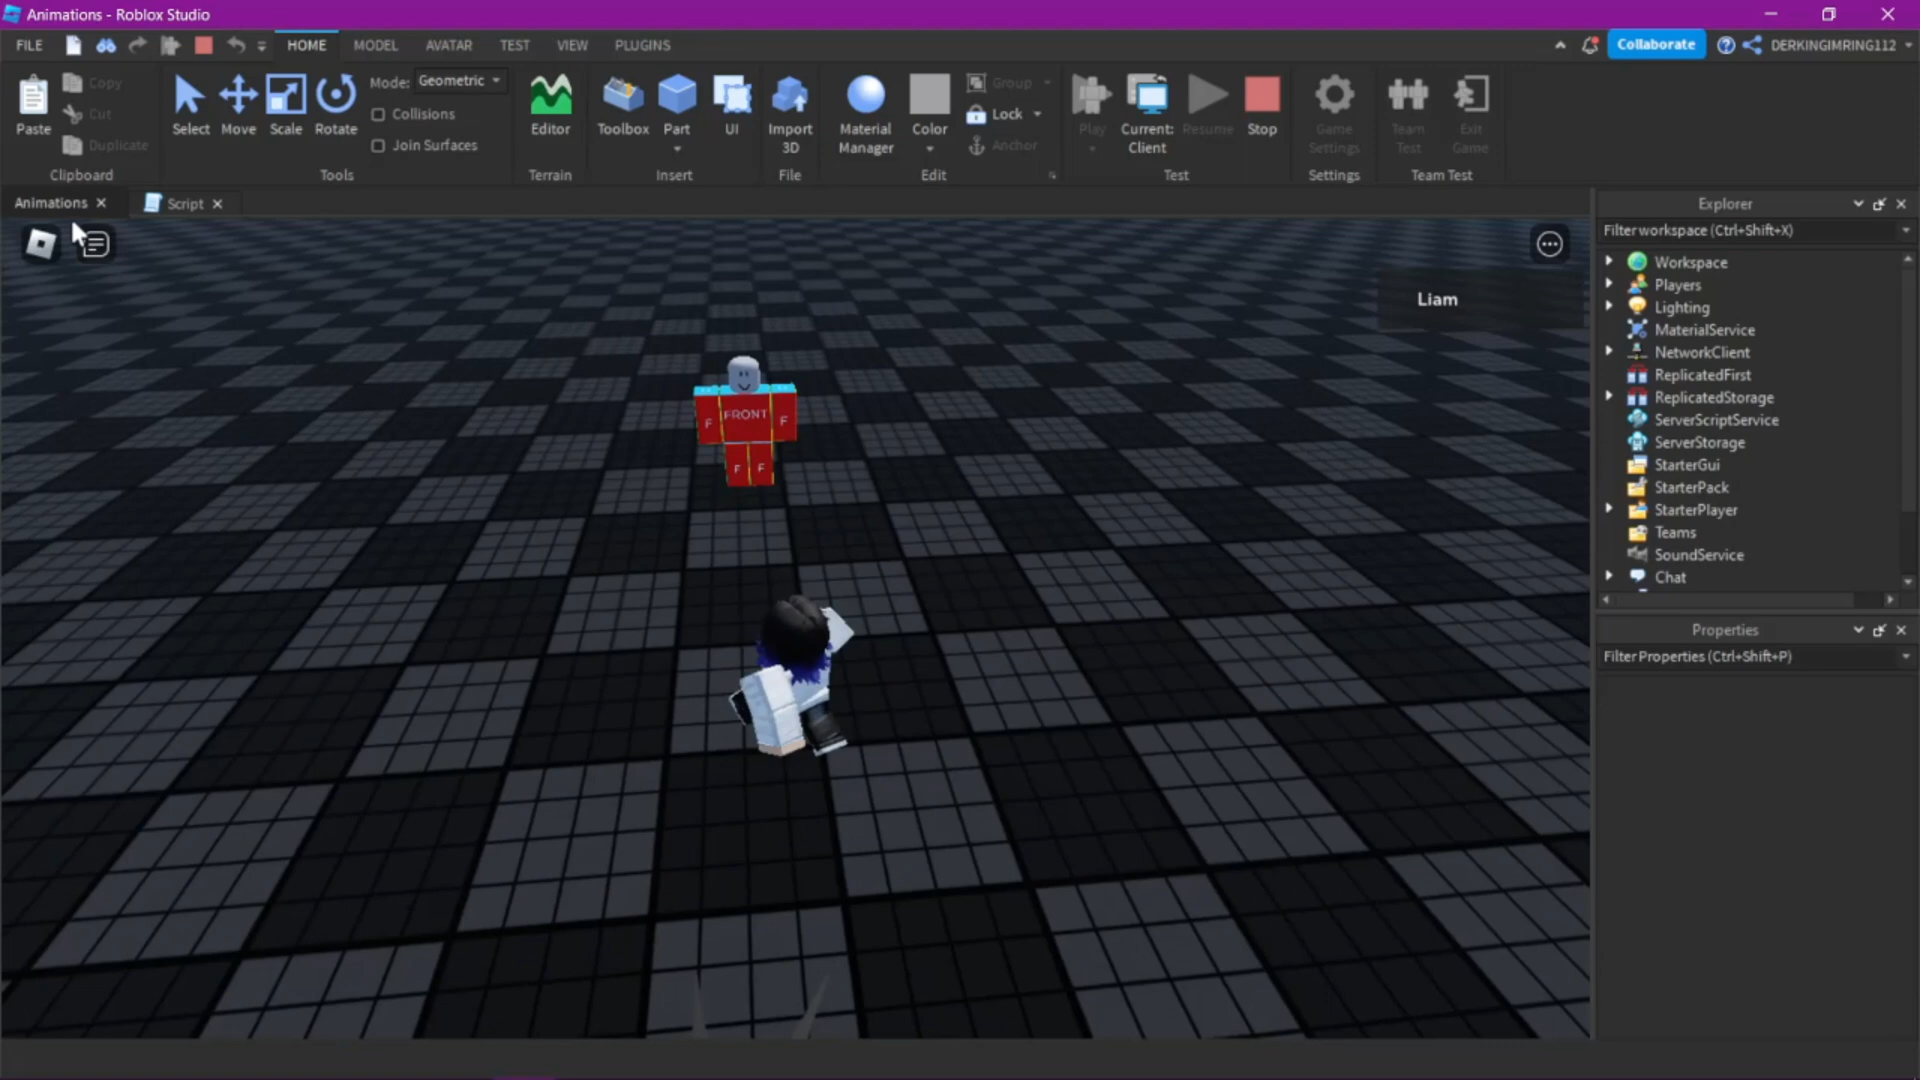 Animations - Roblox Studio
FILE HOME MODEL AVATAR TEST VIEW PLUGINS Collaborate DERKINGIMRING112
Paste Copy Cut Duplicate
Clipboard
Select Move Scale Rotate
Mode: Geometric
Collisions
Join Surfaces
Tools
Editor
Terrain
Toolbox Part UI
Insert
Import
3D
File
Material
Manager
Color
Group
Lock
Anchor
Edit
Play
Current:
Client
Resume
Stop
Test
Game
Settings
Settings
Team
Test
Exit
Game
Team Test
Animations Script
Liam
FRONT
F F
F F
Explorer
Filter workspace (Ctrl+Shift+X)
Workspace
Players
Lighting
MaterialService
NetworkClient
ReplicatedFirst
ReplicatedStorage
ServerScriptService
ServerStorage
StarterGui
StarterPack
StarterPlayer
Teams
SoundService
Chat
Properties
Filter Properties (Ctrl+Shift+P)